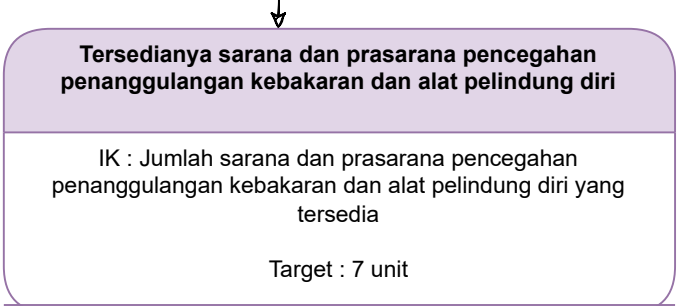 Tersedianya sarana dan prasarana pencegahan
penanggulangan kebakaran dan alat pelindung diri
IK : Jumlah sarana dan prasarana pencegahan
penanggulangan kebakaran dan alat pelindung diri yang
tersedia
Target : 7 unit